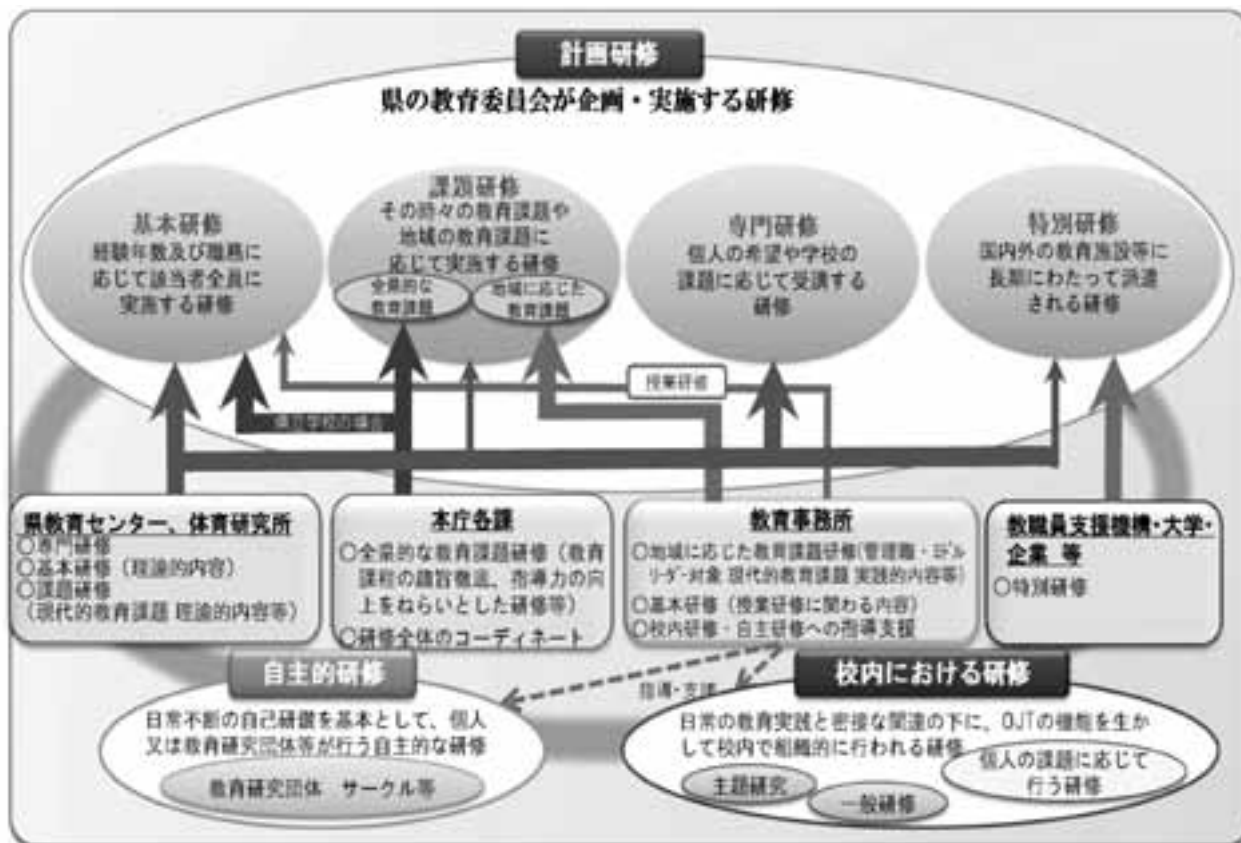 計画研修
県の教育委員会が企画・実施する研修
基本研修
経験年数及び職務に
応じて該当者全員に
実施する研修
課題研修
その時々の教育課題や
地域の教育課題に
応じて実施する研修
全県的な
教育課題
地域に応じた
教育課題
専門研修
個人の希望や学校の
課題に応じて受講する
研修
特別研修
国内外の教育施設等に
長期にわたって派遣
される研修
授業研修
県立学校の場合
県教育センター、体育研究所
○専門研修
○基本研修（理論的内容）
○課題研修
（現代的教育課題 理論的内容等）
本庁各課
○全県的な教育課題研修（教育
課程の趣旨徹底、指導力の向
上をねらいとした研修等）
○研修全体のコーディネート
教育事務所
○地域に応じた教育課題研修(管理職・ミドル
リーダー対象 現代的教育課題 実践的内容等)
○基本研修（授業研修に関わる内容）
○校内研修・自主研修への指導支援
教職員支援機構・大学・
企業 等
○特別研修
指導・支援
自主的研修
日常不断の自己研鑽を基本として、個人
又は教育研究団体等が行う自主的な研修
教育研究団体 サークル等
校内における研修
日常の教育実践と密接な関連の下に、OJTの機能を生か
して校内で組織的に行われる研修
主題研究
一般研修
個人の課題に応じて
行う研修